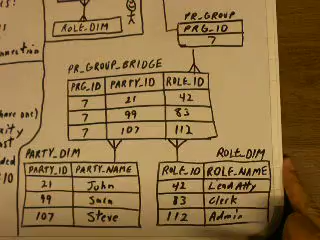 ROLE_DIM
PR_GROUP
PRG_ID
7
PR_GROUP_BRIDGE
PRG_ID PARTY_ID ROLE_ID
7 21 42
7 99 83
7 107 112
PARTY_DIM
PARTY_ID PARTY_NAME
21 John
99 Sara
107 Steve
ROLE_DIM
ROLE_ID ROLE_NAME
42 Lead Atty
83 Clerk
112 Admin